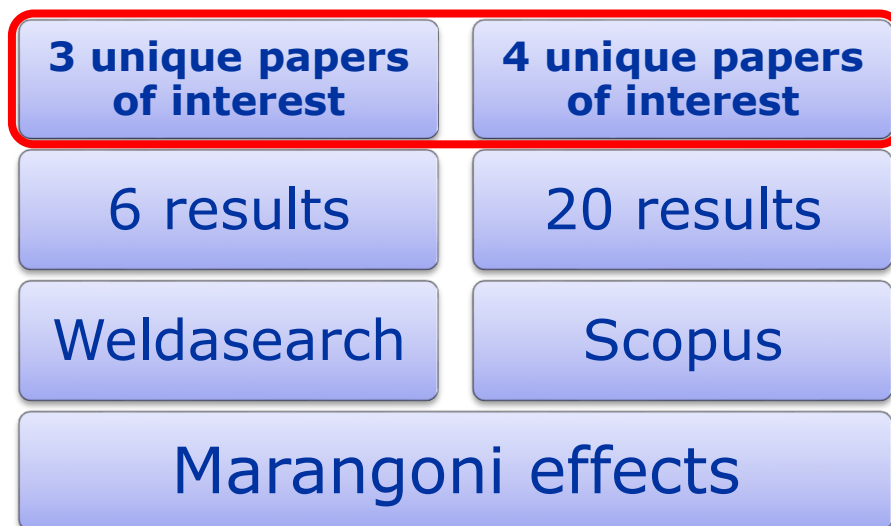 3 unique papers
of interest
4 unique papers
of interest
6 results
20 results
Weldasearch
Scopus
Marangoni effects